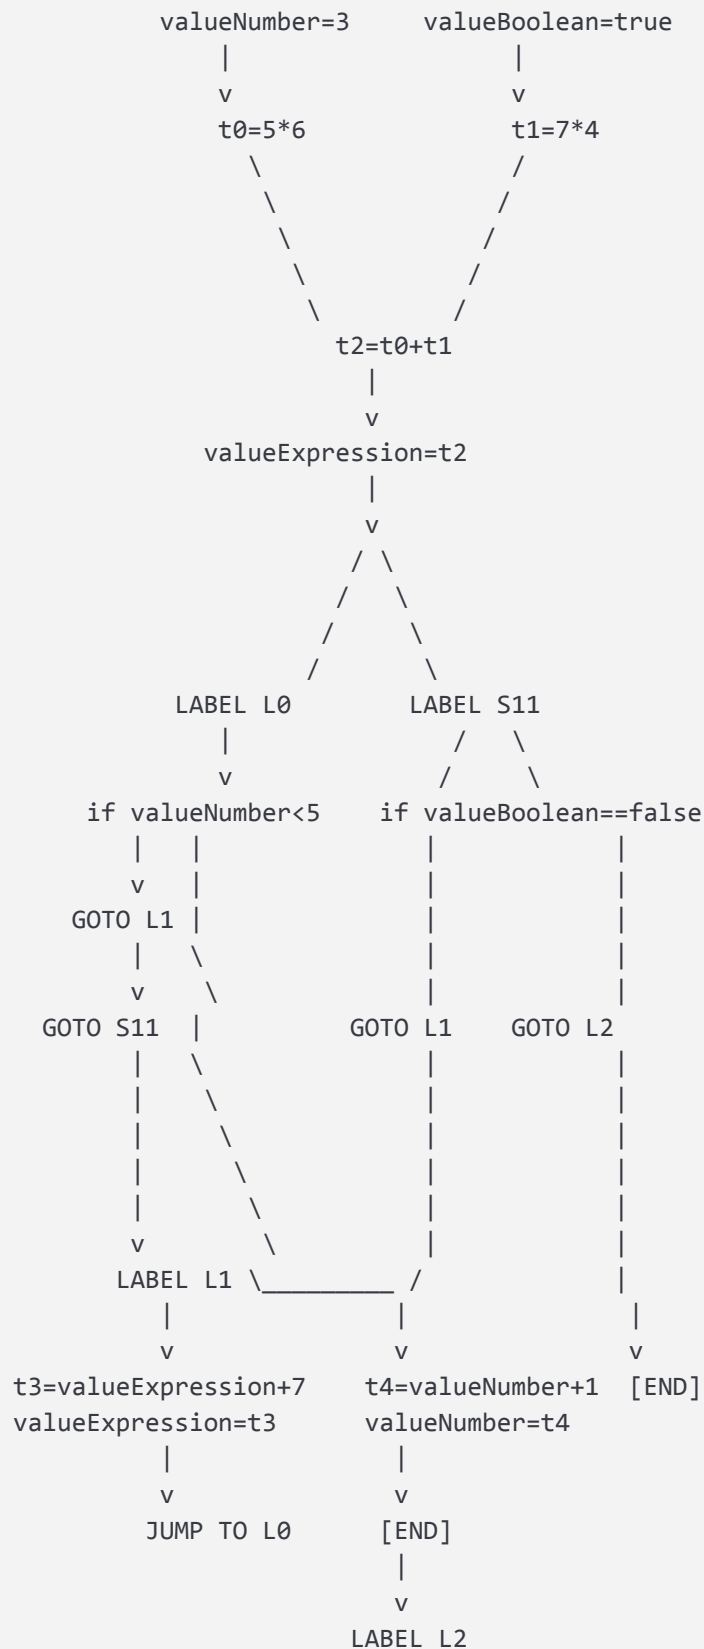 valueNumber=3 valueBoolean=true
| |
v v
t0=5*6 t1=7*4
\ /
\ /
\ /
\ /
\ /
t2=t0+t1
|
v
valueExpression=t2
|
v
/ \
/ \
/ \
/ \
LABEL L0 LABEL S11
| / \
v / \
if valueNumber<5 if valueBoolean==false
| | | |
v | | |
GOTO L1 | | |
| \ | |
v \ | |
GOTO S11 | GOTO L1 GOTO L2
| \ | |
| \ | |
| \ | |
| \ | |
| \ | |
v \ | |
LABEL L1 \_________ / |
| | |
v v v
t3=valueExpression+7 t4=valueNumber+1 [END]
valueExpression=t3 valueNumber=t4
| |
v v
JUMP TO L0 [END]
|
v
LABEL L2